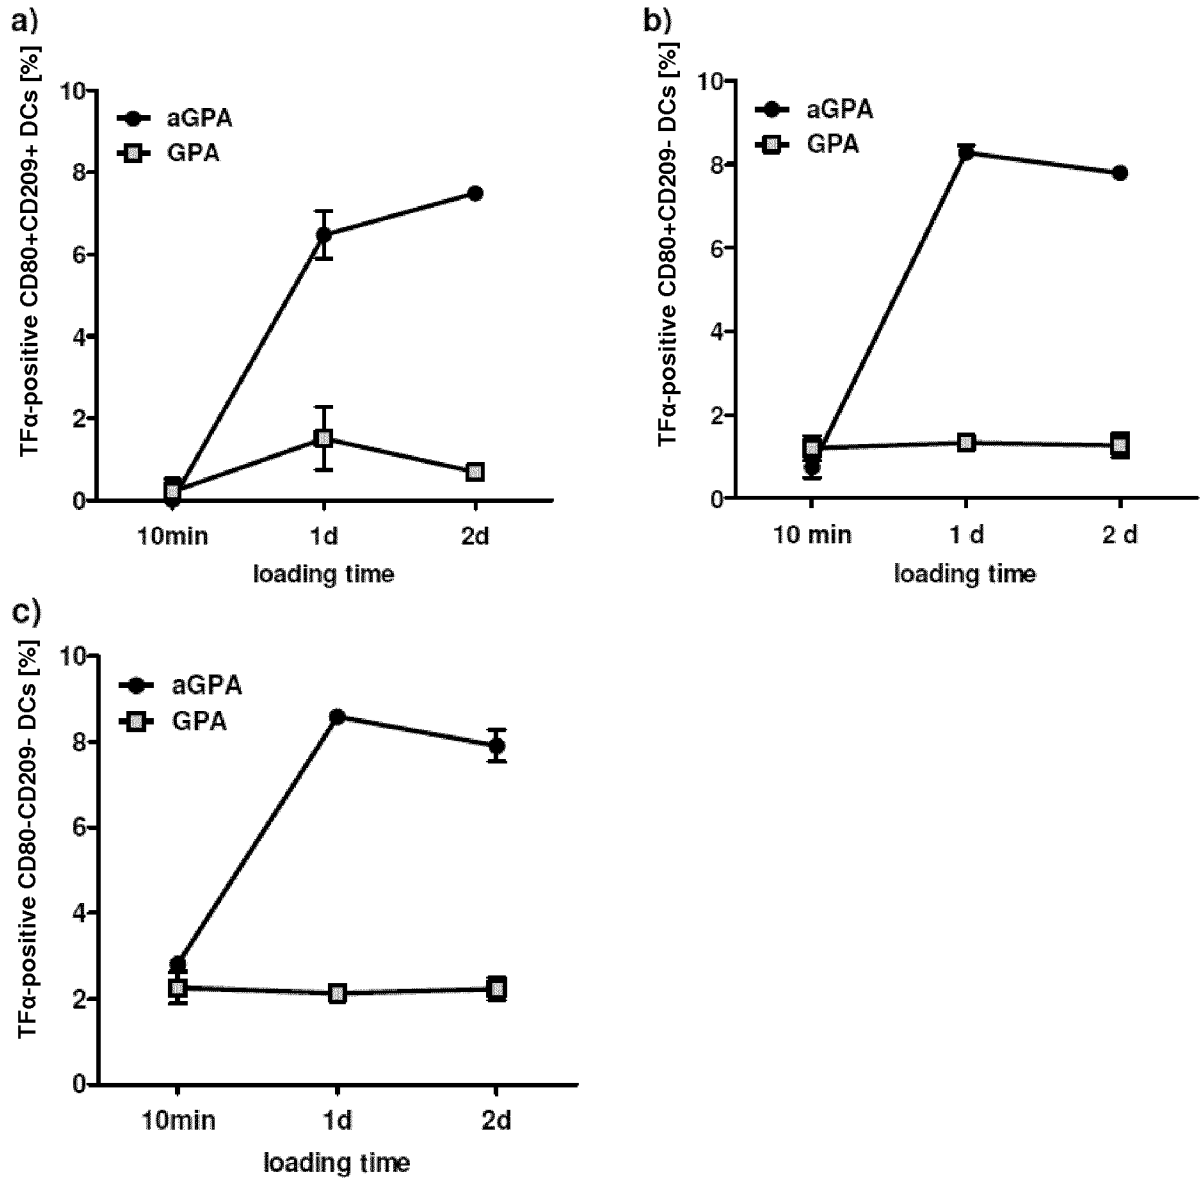 a)
TFα-positive CD80+CD209+ DCs [%]
10
8
6
4
2
0
aGPA
GPA
10min 1d 2d
loading time
b)
TFα-positive CD80+CD209- DCs [%]
10
8
6
4
2
0
aGPA
GPA
10 min 1 d 2 d
loading time
c)
TFα-positive CD80-CD209- DCs [%]
10
8
6
4
2
0
aGPA
GPA
10min 1d 2d
loading time